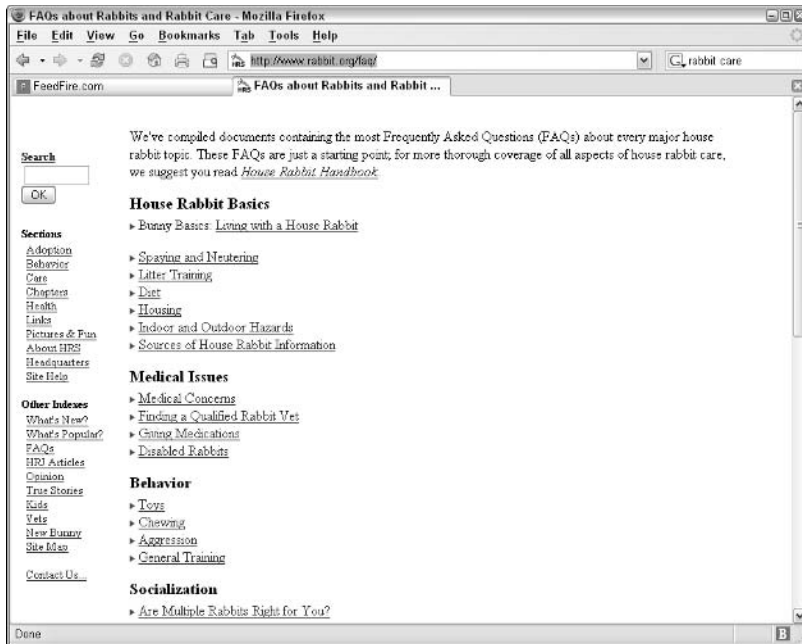 FAQs about Rabbits and Rabbit Care - Mozilla Firefox
File Edit View Go Bookmarks Tab Tools Help
HRS http://www.rabbit.org/faq/ G rabbit care
FeedFire.com HRS FAQs about Rabbits and Rabbit ...
We've compiled documents containing the most Frequently Asked Questions (FAQs) about every major house
rabbit topic. These FAQs are just a starting point; for more thorough coverage of all aspects of house rabbit care,
we suggest you read House Rabbit Handbook.
Search
OK
Sections
Adoption
Behavior
Care
Chapters
Health
Links
Pictures & Fun
About HRS
Headquarters
Site Help
Other Indexes
What's New?
What's Popular?
FAQs
HRJ Articles
Opinion
True Stories
Kids
Vets
New Bunny
Site Map
Contact Us...
House Rabbit Basics
Bunny Basics: Living with a House Rabbit
Spaying and Neutering
Litter Training
Diet
Housing
Indoor and Outdoor Hazards
Sources of House Rabbit Information
Medical Issues
Medical Concerns
Finding a Qualified Rabbit Vet
Giving Medications
Disabled Rabbits
Behavior
Toys
Chewing
Aggression
General Training
Socialization
Are Multiple Rabbits Right for You?
Done
B